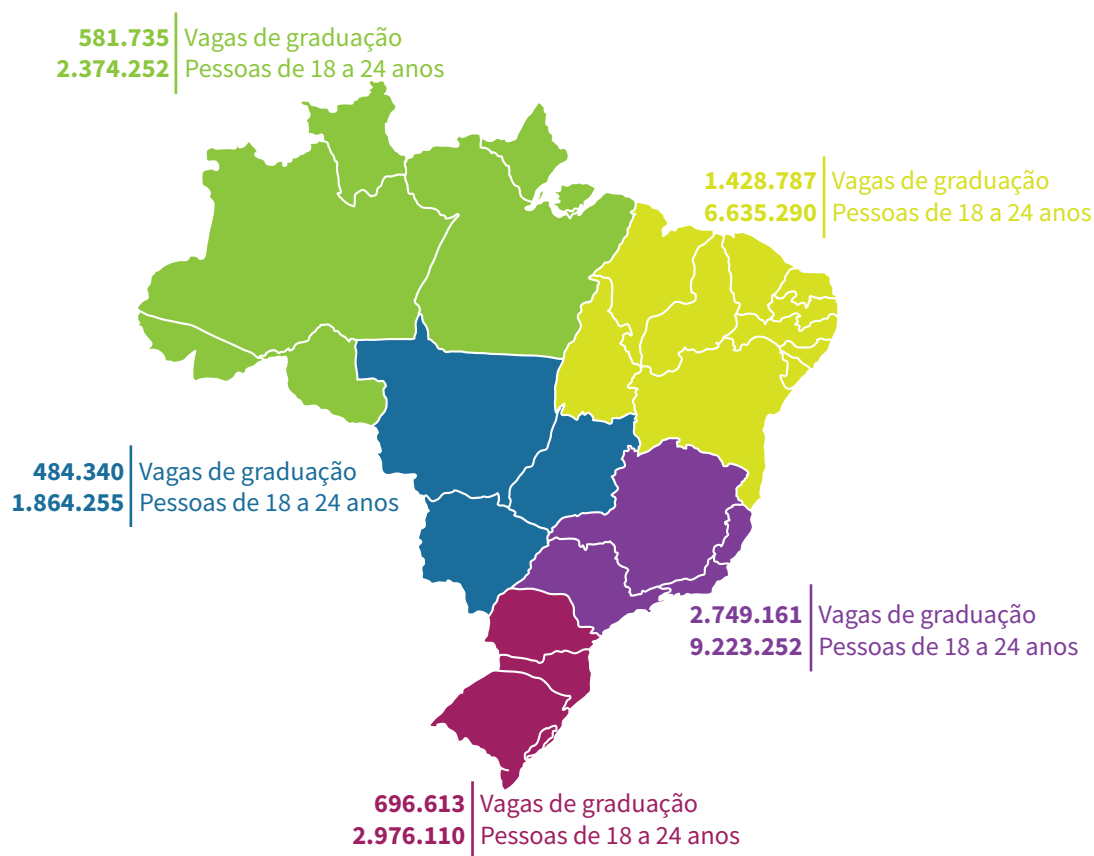 581.735 Vagas de graduação
2.374.252 Pessoas de 18 a 24 anos
1.428.787 Vagas de graduação
6.635.290 Pessoas de 18 a 24 anos
484.340 Vagas de graduação
1.864.255 Pessoas de 18 a 24 anos
2.749.161 Vagas de graduação
9.223.252 Pessoas de 18 a 24 anos
696.613 Vagas de graduação
2.976.110 Pessoas de 18 a 24 anos